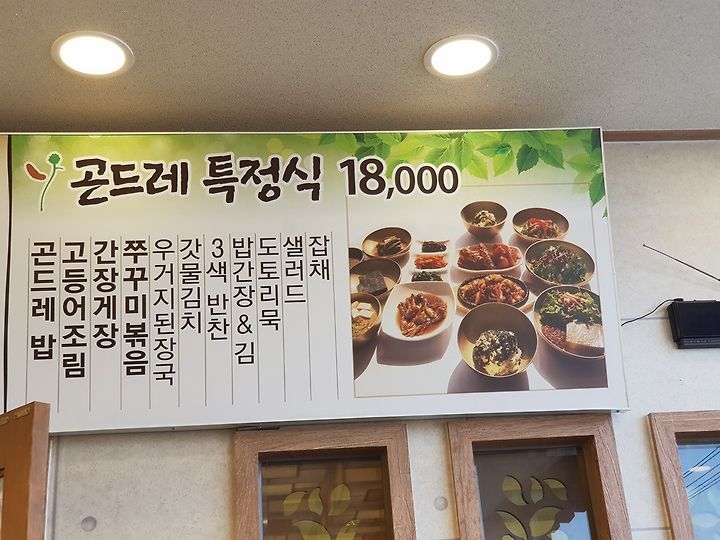 곤드레 특정식 18,000
곤드레 밥
고등어조림
간장게장
쭈꾸미볶음
우거지된장국
갓물김치
3색 반찬
밥간장 & 김
도토리묵
샐러드
잡채